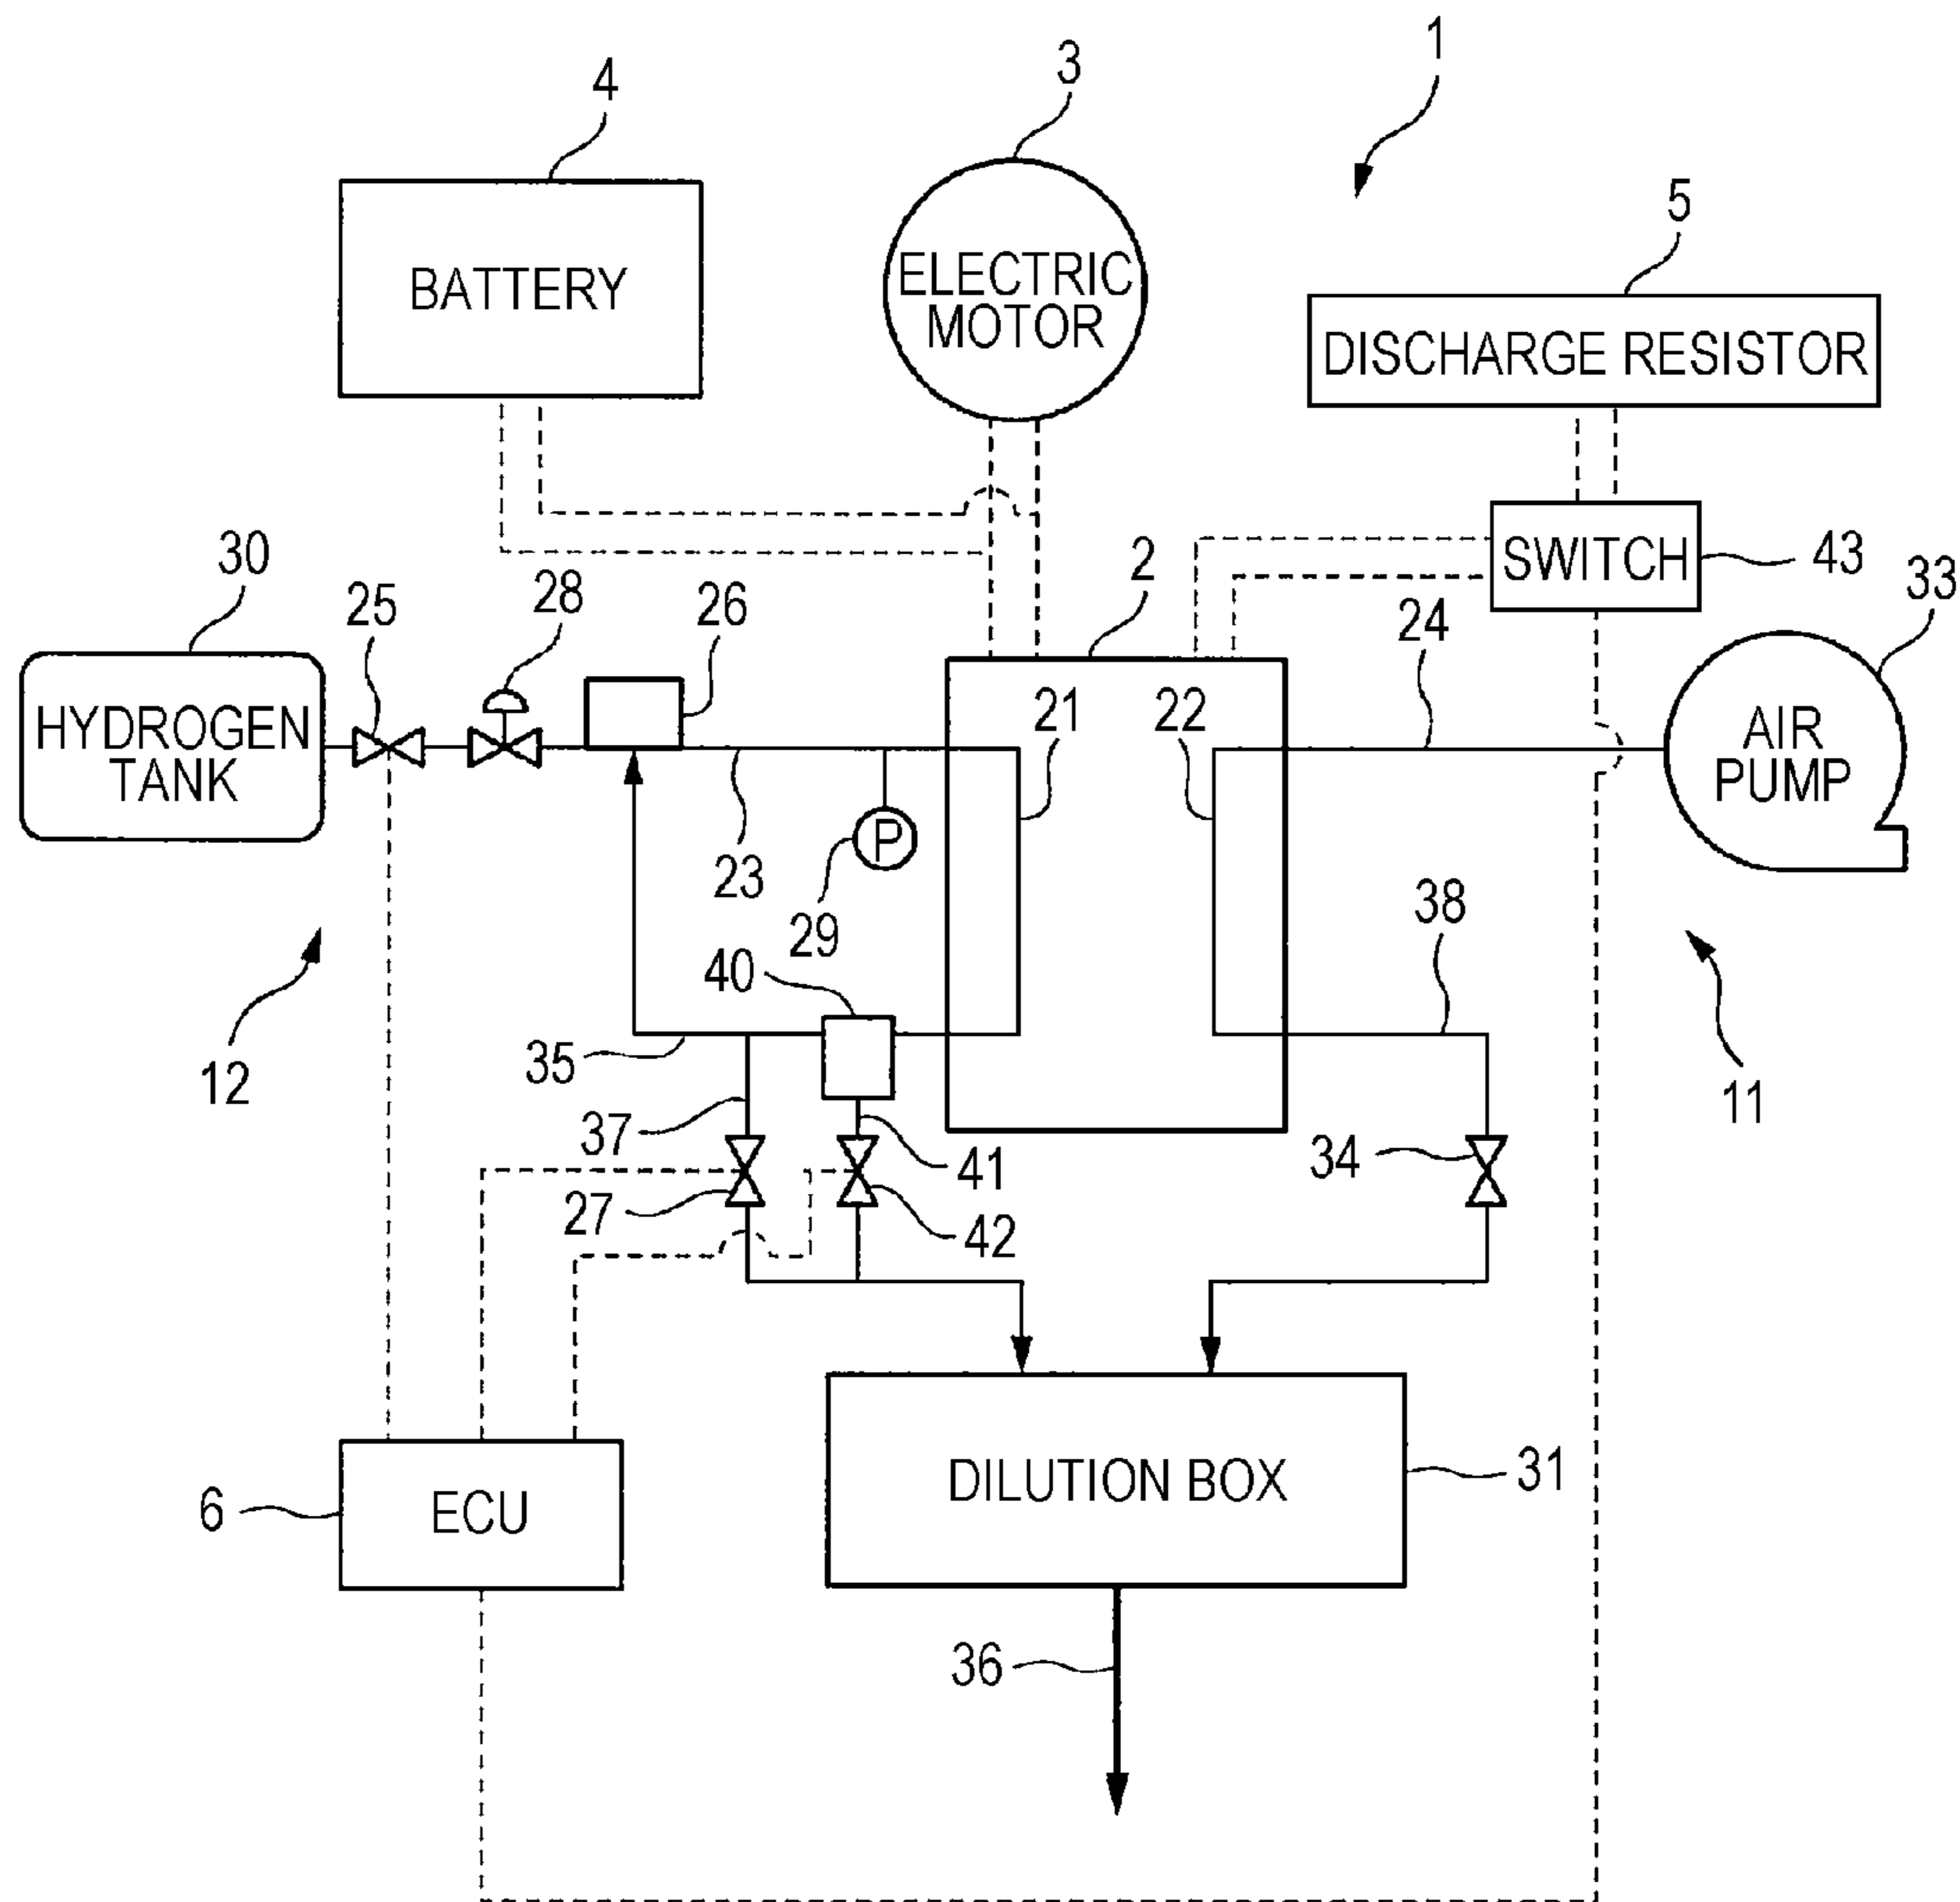 1
3
4
5
BATTERY
ELECTRIC
MOTOR
DISCHARGE RESISTOR
30
25
28
26
2
SWITCH
43
33
24
HYDROGEN
TANK
21
22
AIR
PUMP
P
23
29
38
40
12
35
11
37
41
34
27
42
6
ECU
DILUTION BOX
31
36